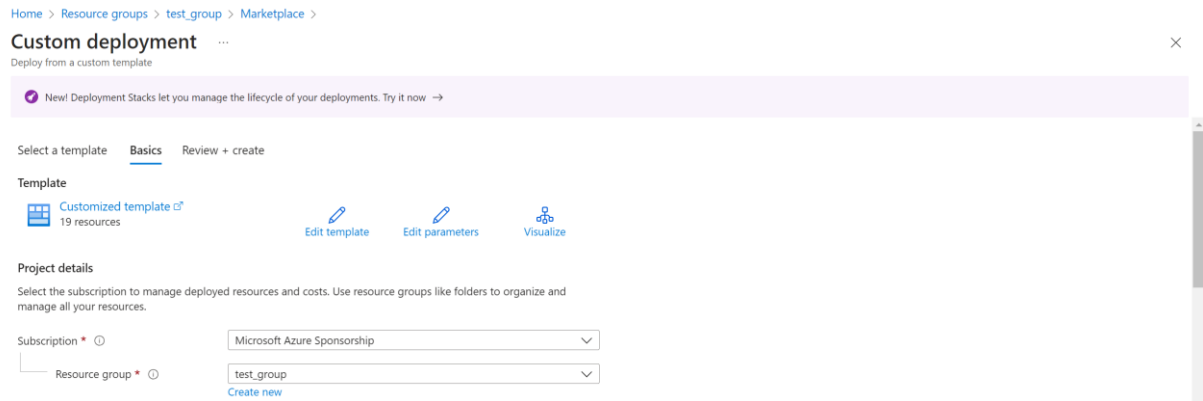 Home > Resource groups > test_group > Marketplace >
Custom deployment ...
Deploy from a custom template
New! Deployment Stacks let you manage the lifecycle of your deployments. Try it now →
Select a template Basics Review + create
Template
Customized template
19 resources
Edit template Edit parameters Visualize
Project details
Select the subscription to manage deployed resources and costs. Use resource groups like folders to organize and
manage all your resources.
Subscription * Microsoft Azure Sponsorship
Resource group * test_group
Create new